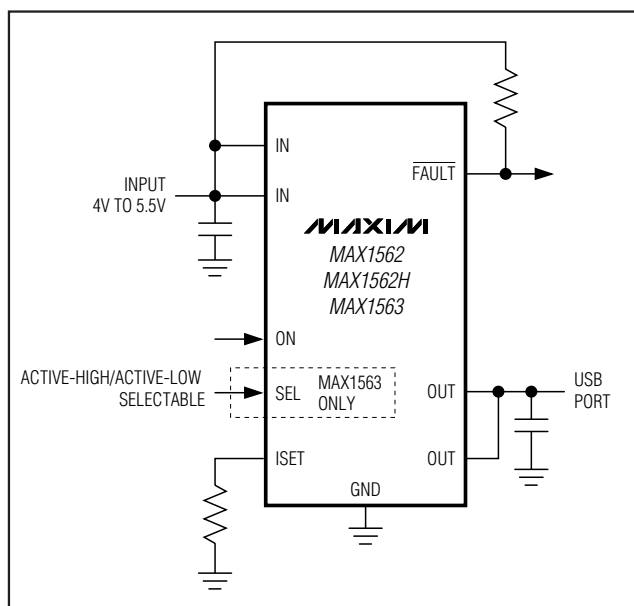 IN
FAULT
INPUT
4V TO 5.5V
IN
MAXIM
MAX1562
MAX1562H
MAX1563
ON
ACTIVE-HIGH/ACTIVE-LOW
SELECTABLE
SEL
MAX1563
ONLY
OUT
USB
PORT
ISET
OUT
GND